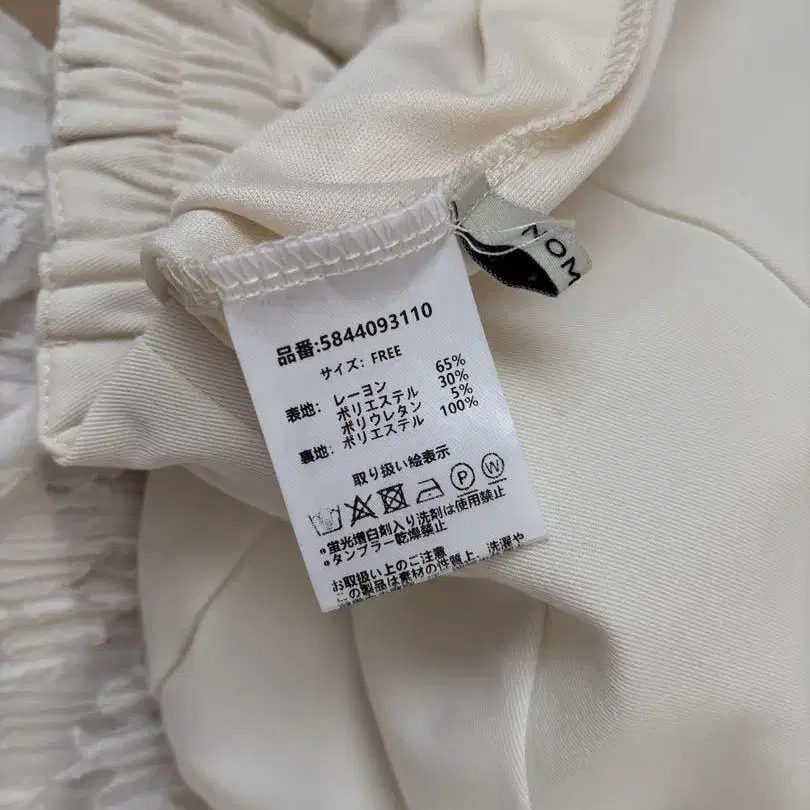 NOM
品番:5844093110
サイズ: FREE
表地: レーヨン 65%
ポリエステル 30%
ポリウレタン 5%
裏地: ポリエステル 100%
取り扱い絵表示
P W
●蛍光増白剤入り洗剤は使用禁止
●タンブラー乾燥禁止
お取扱い上のご注意
この製品は素材の性質上、洗濯や